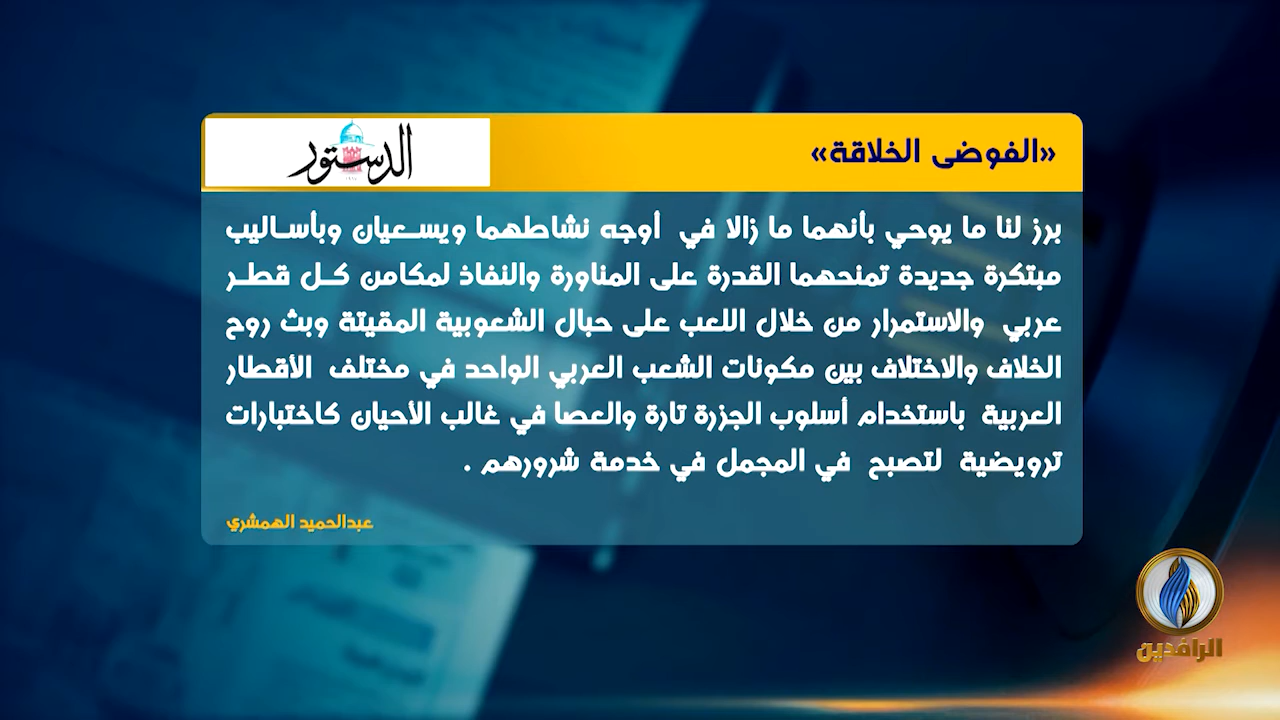 «الفوضى الخلاقة»
الدستور
برز لنا ما يوحي بأنهما ما زالا في أوجه نشاطهما ويسعيان وبأساليب
مبتكرة جديدة تمنحهما القدرة على المناورة والنفاذ لمكامن كل قطر
عربي والاستمرار من خلال اللعب على حبال الشعوبية المقيتة وبث روح
الخلاف والاختلاف بين مكونات الشعب العربي الواحد في مختلف الأقطار
العربية باستخدام أسلوب الجزرة تارة والعصا في غالب الأحيان كاختبارات
ترويضية لتصبح في المجمل في خدمة شرورهم .
عبدالحميد الهمشري
الرافدين